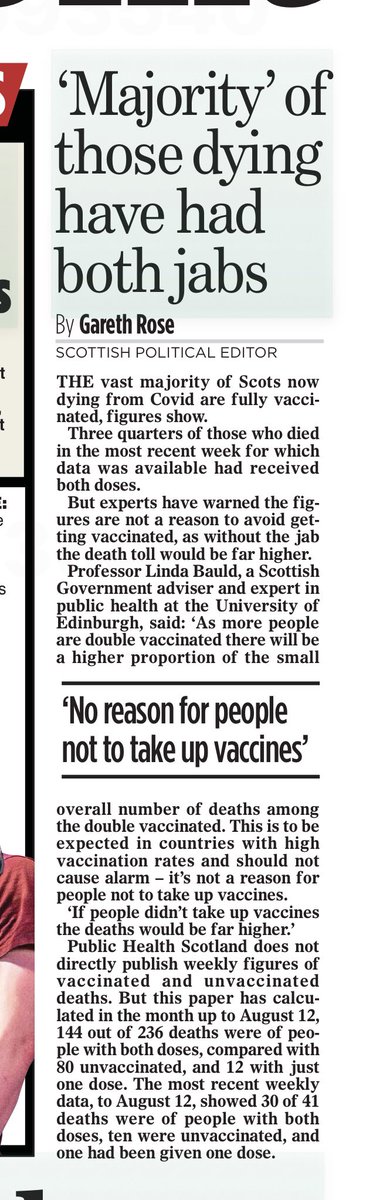 ‘Majority’ of
those dying
have had
both jabs
By Gareth Rose
SCOTTISH POLITICAL EDITOR
THE vast majority of Scots now
dying from Covid are fully vacci-
nated, figures show.
Three quarters of those who died
in the most recent week for which
data was available had received
both doses.
But experts have warned the fig-
ures are not a reason to avoid get-
ting vaccinated, as without the jab
the death toll would be far higher.
Professor Linda Bauld, a Scottish
Government adviser and expert in
public health at the University of
Edinburgh, said: ‘As more people
are double vaccinated there will be
a higher proportion of the small
‘No reason for people
not to take up vaccines’
overall number of deaths among
the double vaccinated. This is to be
expected in countries with high
vaccination rates and should not
cause alarm – it’s not a reason for
people not to take up vaccines.
‘If people didn’t take up vaccines
the deaths would be far higher.’
Public Health Scotland does not
directly publish weekly figures of
vaccinated and unvaccinated
deaths. But this paper has calcu-
lated in the month up to August 12,
144 out of 236 deaths were of peo-
ple with both doses, compared with
80 unvaccinated, and 12 with just
one dose. The most recent weekly
data, to August 12, showed 30 of 41
deaths were of people with both
doses, ten were unvaccinated, and
one had been given one dose.